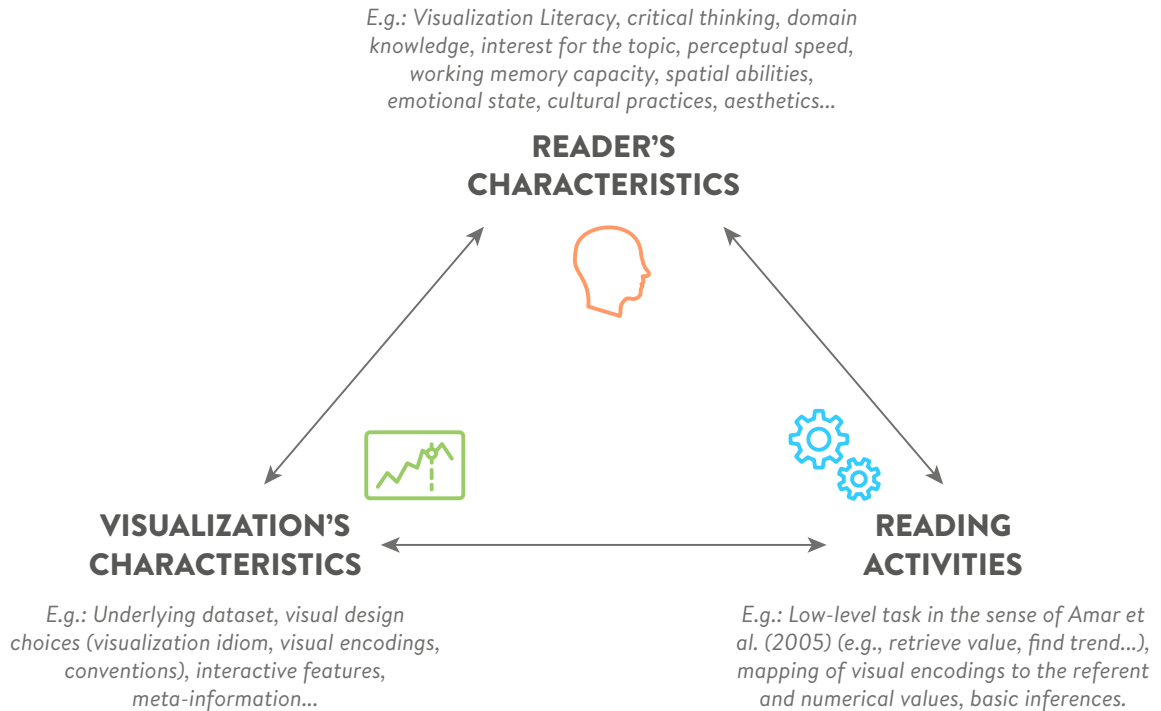 E.g.: Visualization Literacy, critical thinking, domain
knowledge, interest for the topic, perceptual speed,
working memory capacity, spatial abilities,
emotional state, cultural practices, aesthetics...
READER'S
CHARACTERISTICS
VISUALIZATION'S
CHARACTERISTICS
E.g.: Underlying dataset, visual design
choices (visualization idiom, visual encodings,
conventions), interactive features,
meta-information...
READING
ACTIVITIES
E.g.: Low-level task in the sense of Amar et
al. (2005) (e.g., retrieve value, find trend...),
mapping of visual encodings to the referent
and numerical values, basic inferences.